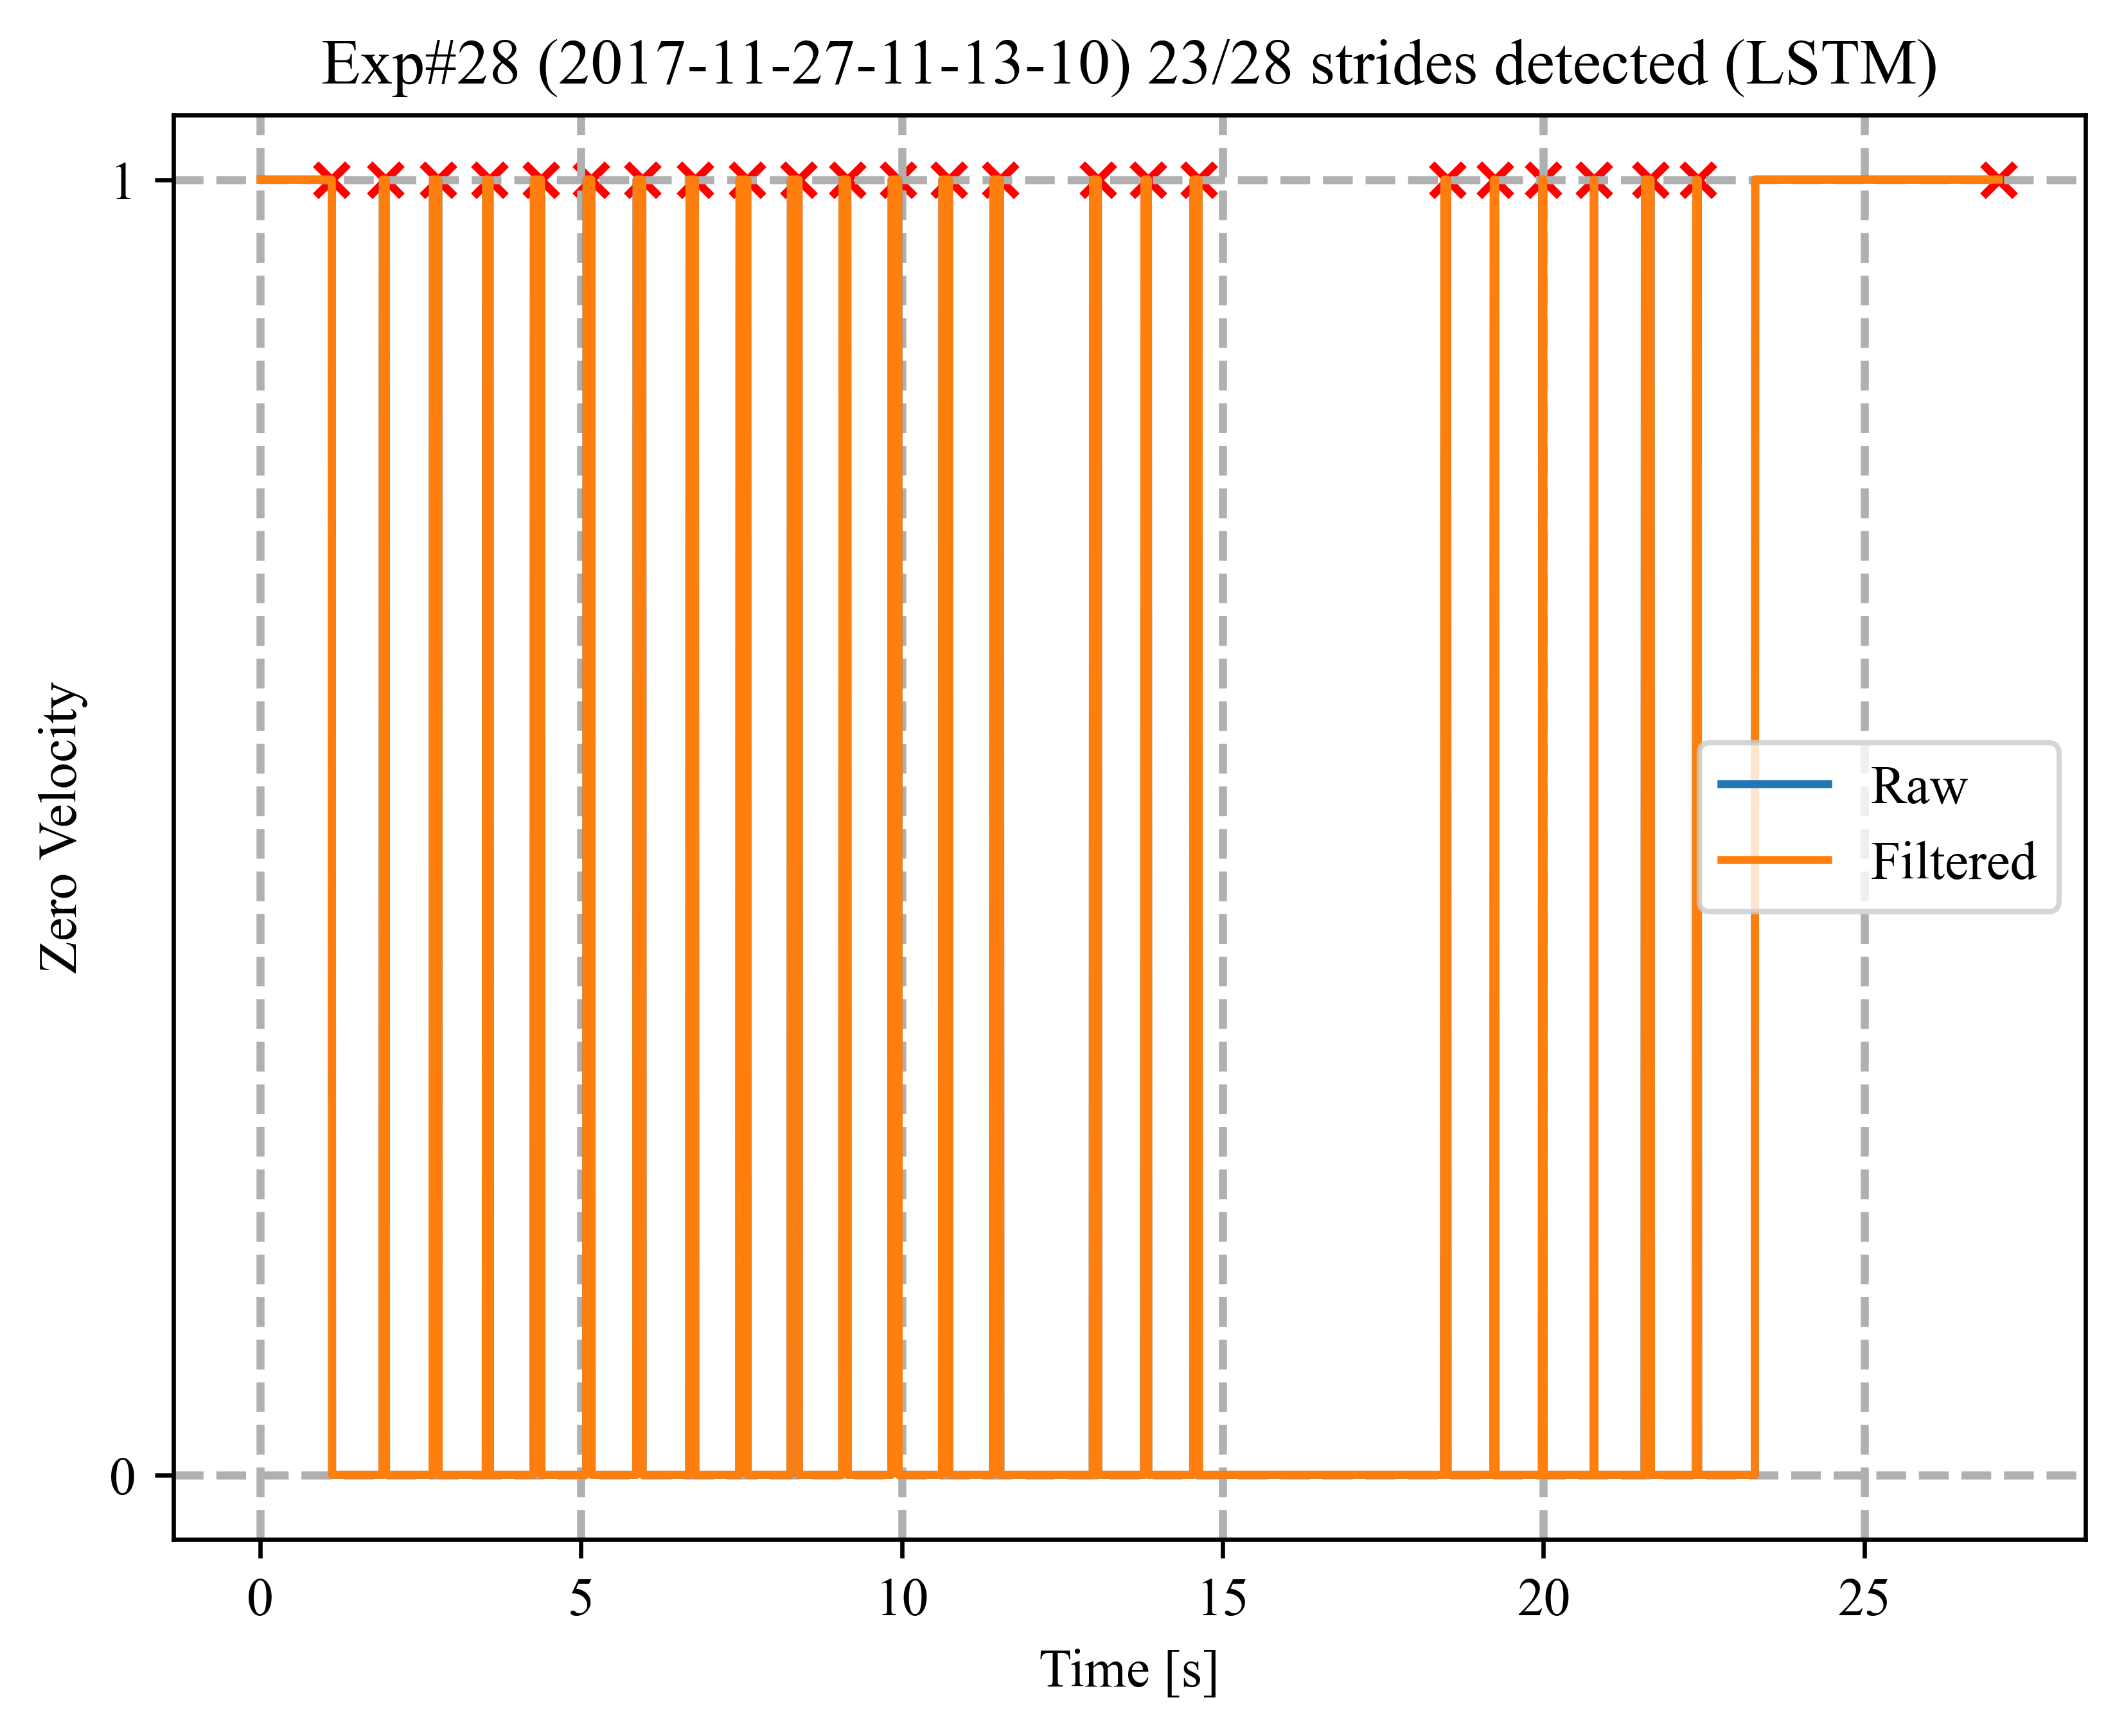 Exp#28 (2017-11-27-11-13-10) 23/28 strides detected (LSTM)
1
Zero Velocity
Raw
Filtered
0
0 5 10 15 20 25
Time [s]